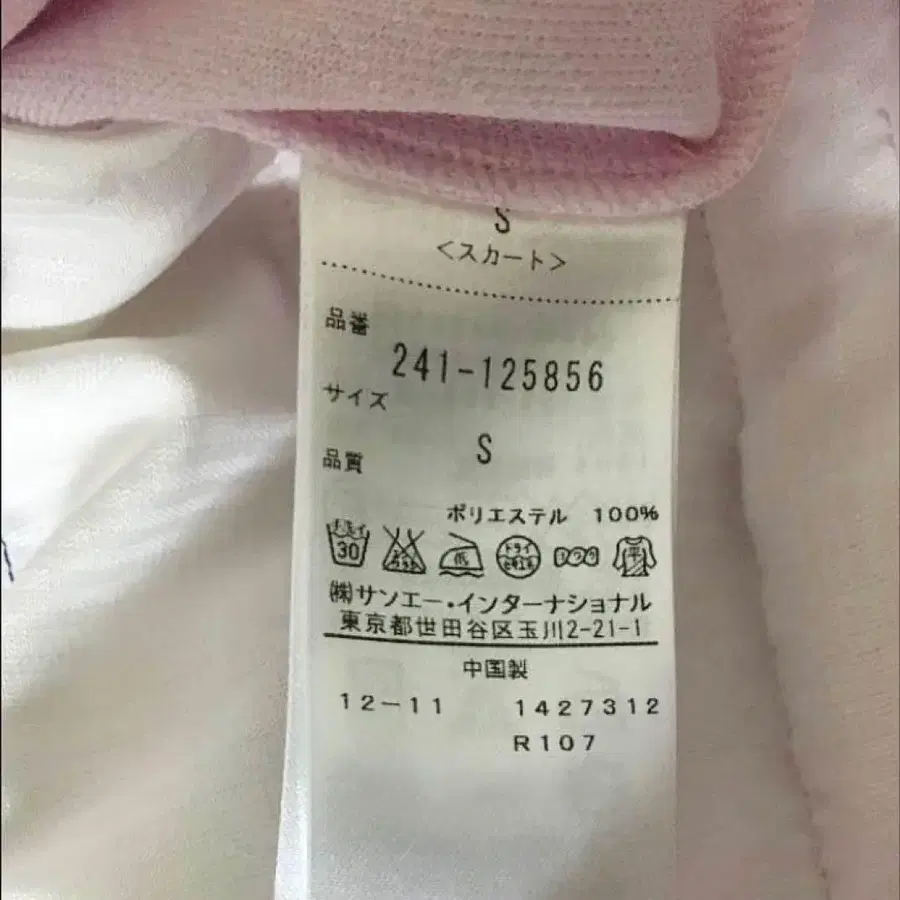 S
<スカート>
品番
241-125856
サイズ
S
品質
ポリエステル 100%
30
㈱サンエー・インターナショナル
東京都世田谷区玉川2-21-1
中国製
12-11 1427312
R107